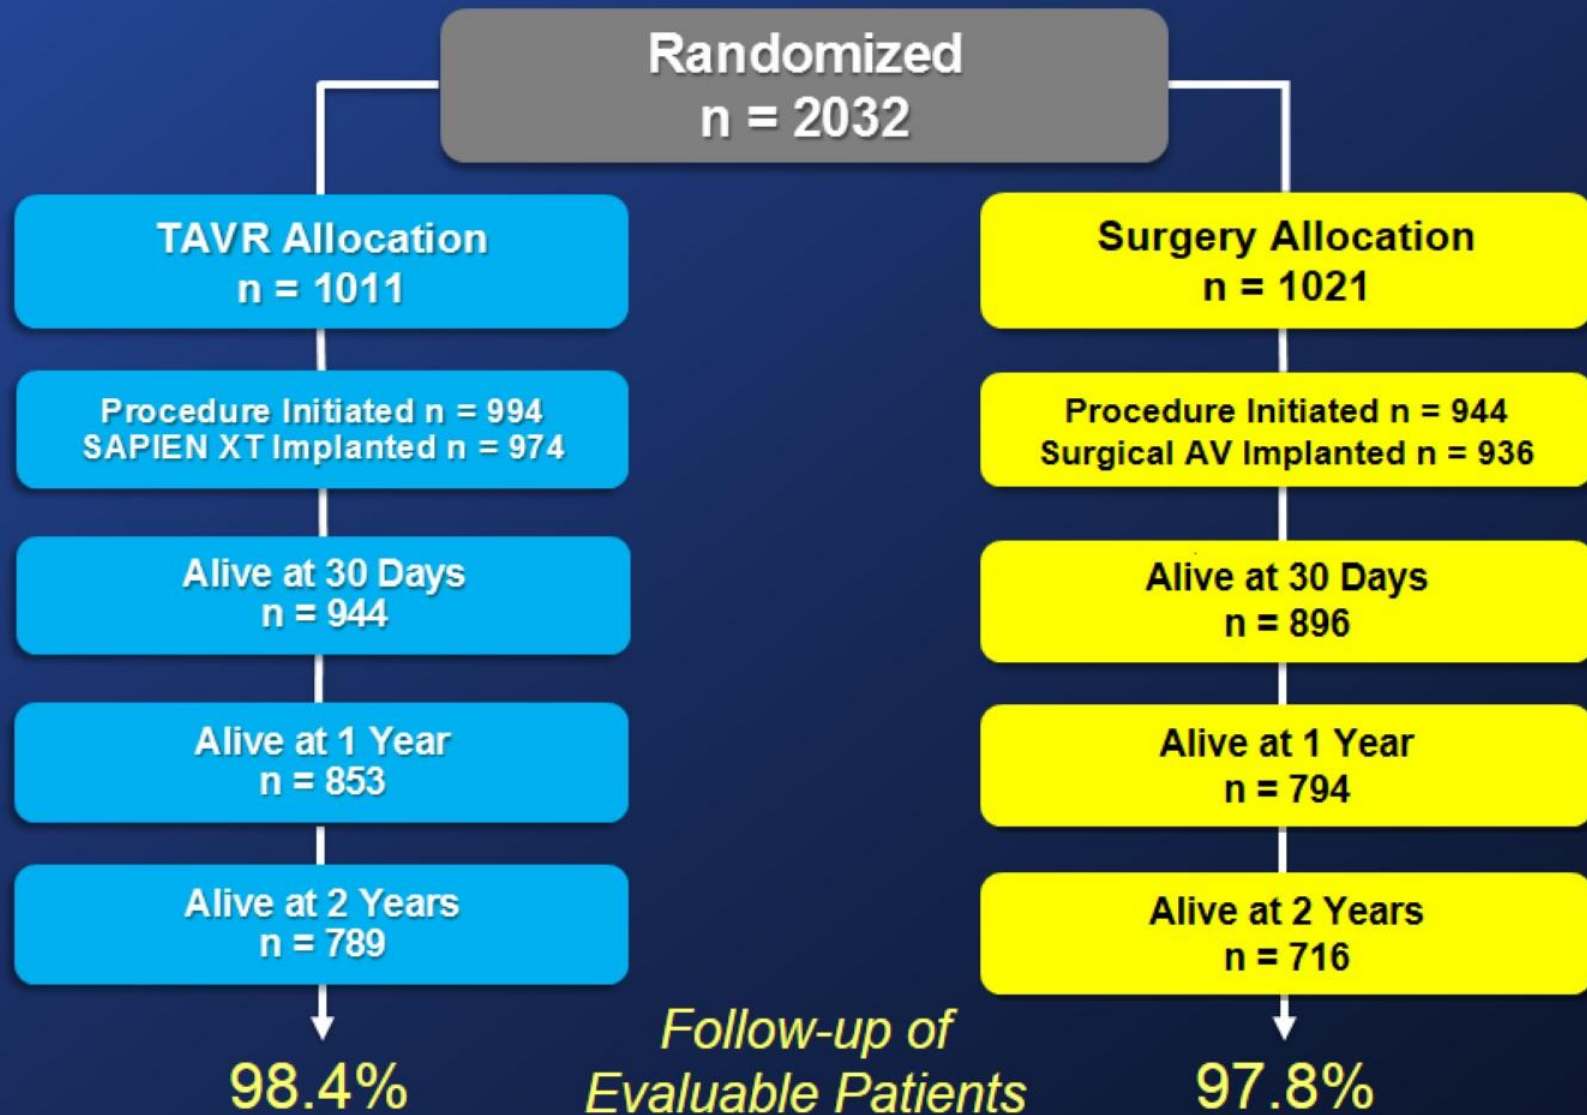 Randomized
n = 2032
TAVR Allocation
n = 1011
Surgery Allocation
n = 1021
Procedure Initiated n = 994
SAPIEN XT Implanted n = 974
Procedure Initiated n = 944
Surgical AV Implanted n = 936
Alive at 30 Days
n = 944
Alive at 30 Days
n = 896
Alive at 1 Year
n = 853
Alive at 1 Year
n = 794
Alive at 2 Years
n = 789
Alive at 2 Years
n = 716
98.4%
Follow-up of
Evaluable Patients
97.8%